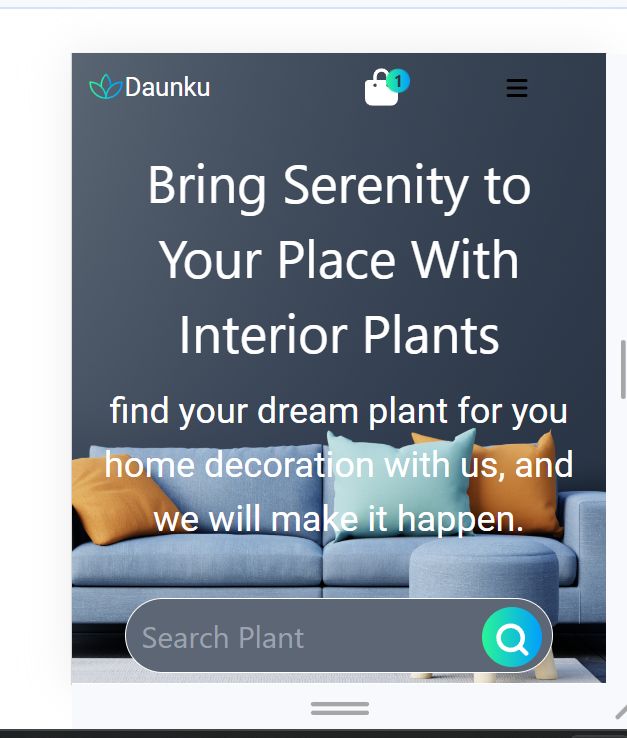 Daunku
1
Bring Serenity to
Your Place With
Interior Plants
find your dream plant for you
home decoration with us, and
we will make it happen.
Search Plant